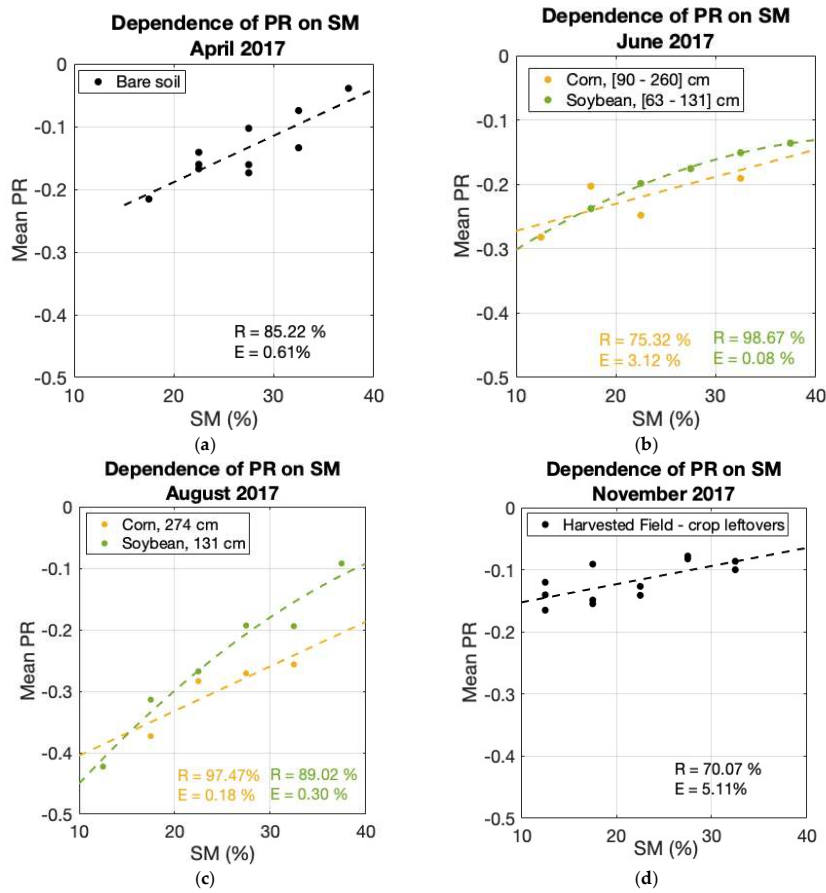 Dependence of PR on SM
April 2017
0
-0.1
-0.2
-0.3
-0.4
-0.5
Mean PR
Bare soil
R = 85.22 %
E = 0.61%
10
20
30
40
SM (%)
(a)
Dependence of PR on SM
June 2017
0
-0.1
-0.2
-0.3
-0.4
-0.5
Mean PR
Corn, [90 - 260] cm
Soybean, [63 - 131] cm
R = 75.32 %
E = 3.12 %
R = 98.67 %
E = 0.08 %
10
20
30
40
SM (%)
(b)
Dependence of PR on SM
August 2017
0
-0.1
-0.2
-0.3
-0.4
-0.5
Mean PR
Corn, 274 cm
Soybean, 131 cm
R = 97.47%
E = 0.18 %
R = 89.02 %
E = 0.30 %
10
20
30
40
SM (%)
(c)
Dependence of PR on SM
November 2017
0
-0.1
-0.2
-0.3
-0.4
-0.5
Mean PR
Harvested Field - crop leftovers
R = 70.07 %
E = 5.11%
10
20
30
40
SM (%)
(d)